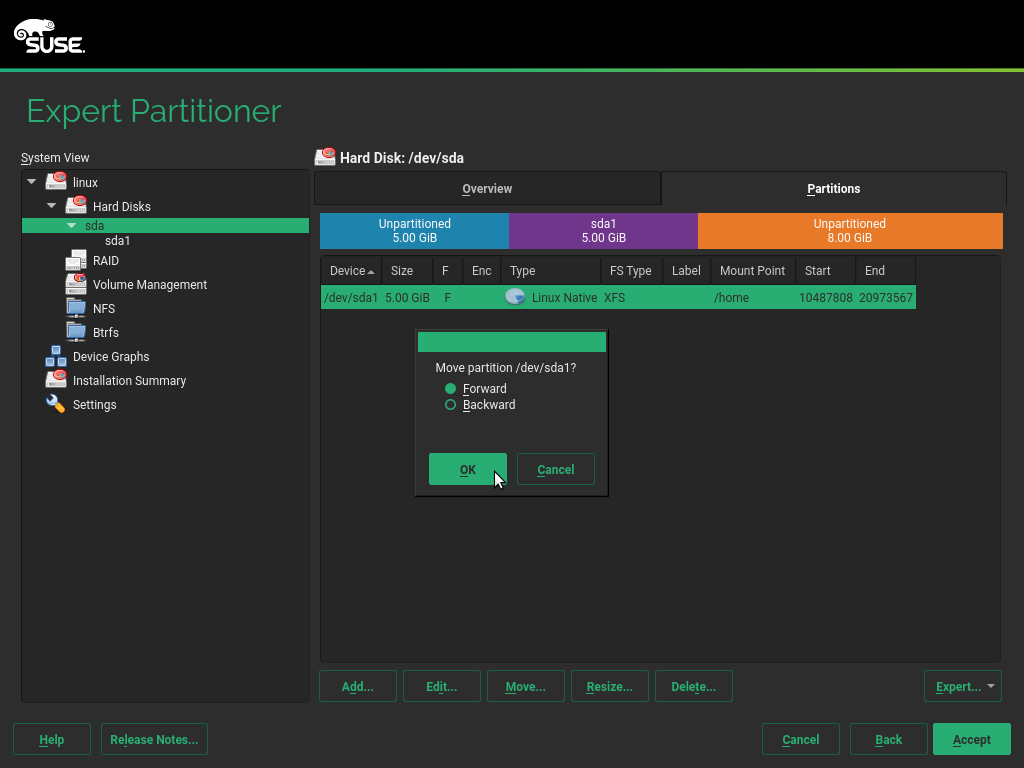 SUSE
Expert Partitioner
System View
linux
Hard Disks
sda
sda1
RAID
Volume Management
NFS
Btrfs
Device Graphs
Installation Summary
Settings
Hard Disk: /dev/sda
Overview
Partitions
Unpartitioned
5.00 GiB
sda1
5.00 GiB
Unpartitioned
8.00 GiB
Device Size F Enc Type FS Type Label Mount Point Start End
/dev/sda1 5.00 GiB F Linux Native XFS /home 10487808 20973567
Move partition /dev/sda1?
Forward
Backward
OK Cancel
Add... Edit... Move... Resize... Delete... Expert...
Help Release Notes... Cancel Back Accept